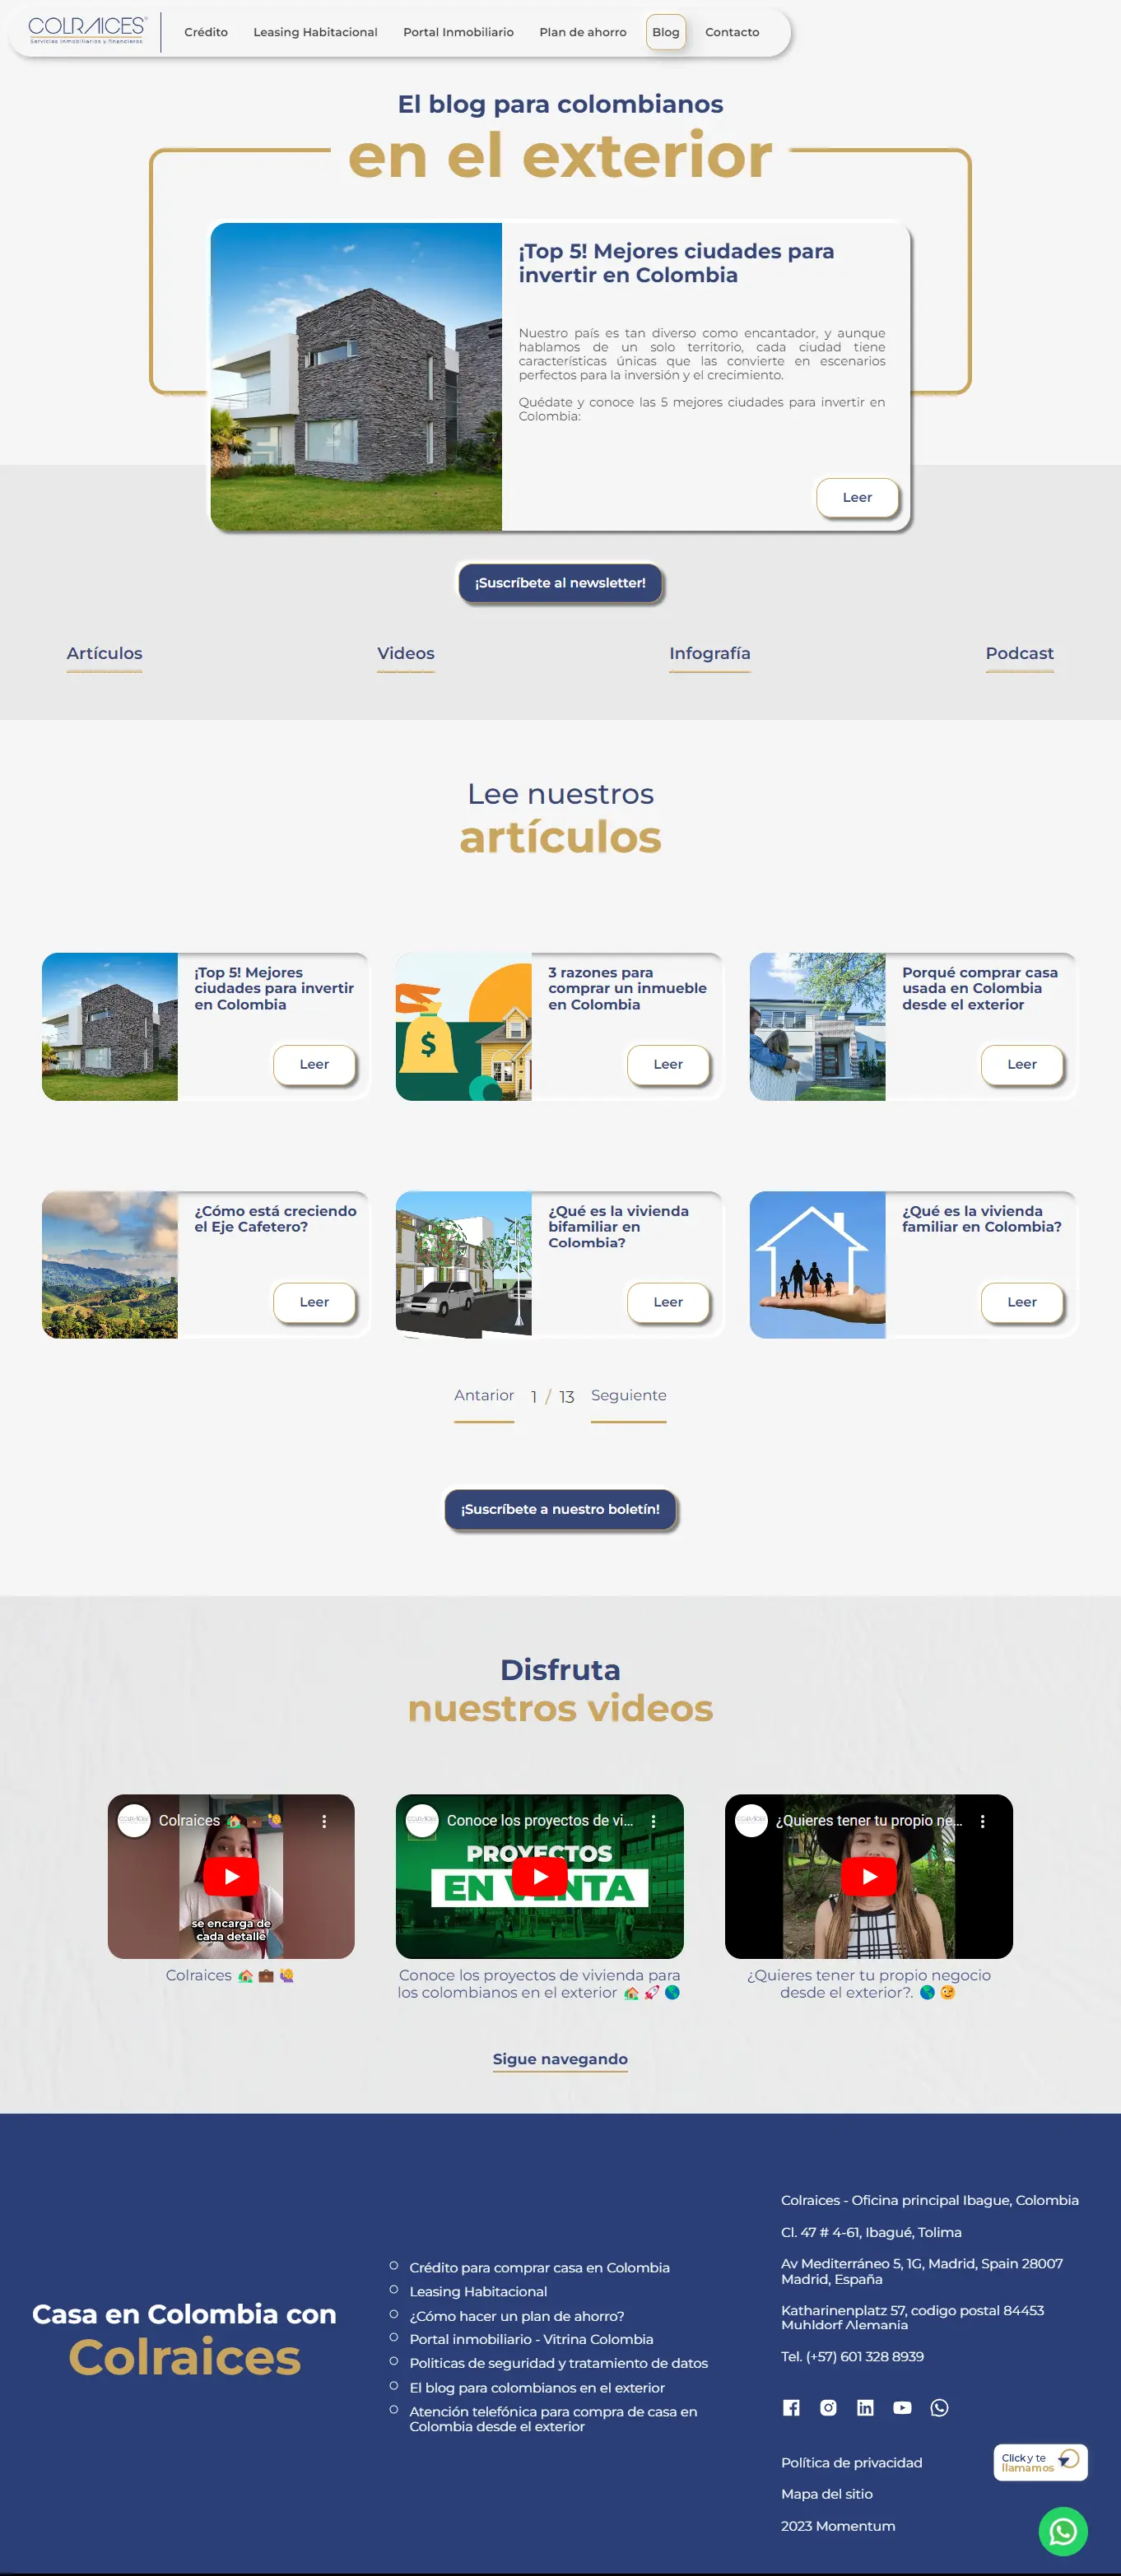 COLRAICES
Servicios inmobiliarios y financieros
Crédito
Leasing Habitacional
Portal Inmobiliario
Plan de ahorro
Blog
Contacto
El blog para colombianos
en el exterior
¡Top 5! Mejores ciudades para
invertir en Colombia
Nuestro país es tan diverso como encantador, y aunque
hablamos de un solo territorio, cada ciudad tiene
características únicas que las convierte en escenarios
perfectos para la inversión y el crecimiento.
Quédate y conoce las 5 mejores ciudades para invertir en
Colombia:
Leer
¡Suscríbete al newsletter!
Artículos
Videos
Infografía
Podcast
Lee nuestros
artículos
¡Top 5! Mejores
ciudades para invertir
en Colombia
Leer
3 razones para
comprar un inmueble
en Colombia
Leer
Porqué comprar casa
usada en Colombia
desde el exterior
Leer
¿Cómo está creciendo
el Eje Cafetero?
Leer
¿Qué es la vivienda
bifamiliar en
Colombia?
Leer
¿Qué es la vivienda
familiar en Colombia?
Leer
Antarior 1 / 13 Seguiente
¡Suscríbete a nuestro boletín!
Disfruta
nuestros videos
Colraices
se encarga de
cada detalle
Colraices
Conoce los proyectos de vi...
PROYECTOS
EN VENTA
Conoce los proyectos de vivienda para
los colombianos en el exterior
¿Quieres tener tu propio ne...
¿Quieres tener tu propio negocio
desde el exterior?.
Sigue navegando
Casa en Colombia con
Colraices
Crédito para comprar casa en Colombia
Leasing Habitacional
¿Cómo hacer un plan de ahorro?
Portal inmobiliario - Vitrina Colombia
Politicas de seguridad y tratamiento de datos
El blog para colombianos en el exterior
Atención telefónica para compra de casa en
Colombia desde el exterior
Colraices - Oficina principal Ibague, Colombia
Cl. 47 # 4-61, Ibagué, Tolima
Av Mediterráneo 5, 1G, Madrid, Spain 28007
Madrid, España
Katharinenplatz 57, codigo postal 84453
Muhldorf Alemania
Tel. (+57) 601 328 8939
Política de privacidad
Mapa del sitio
2023 Momentum
Click y te
llamamos